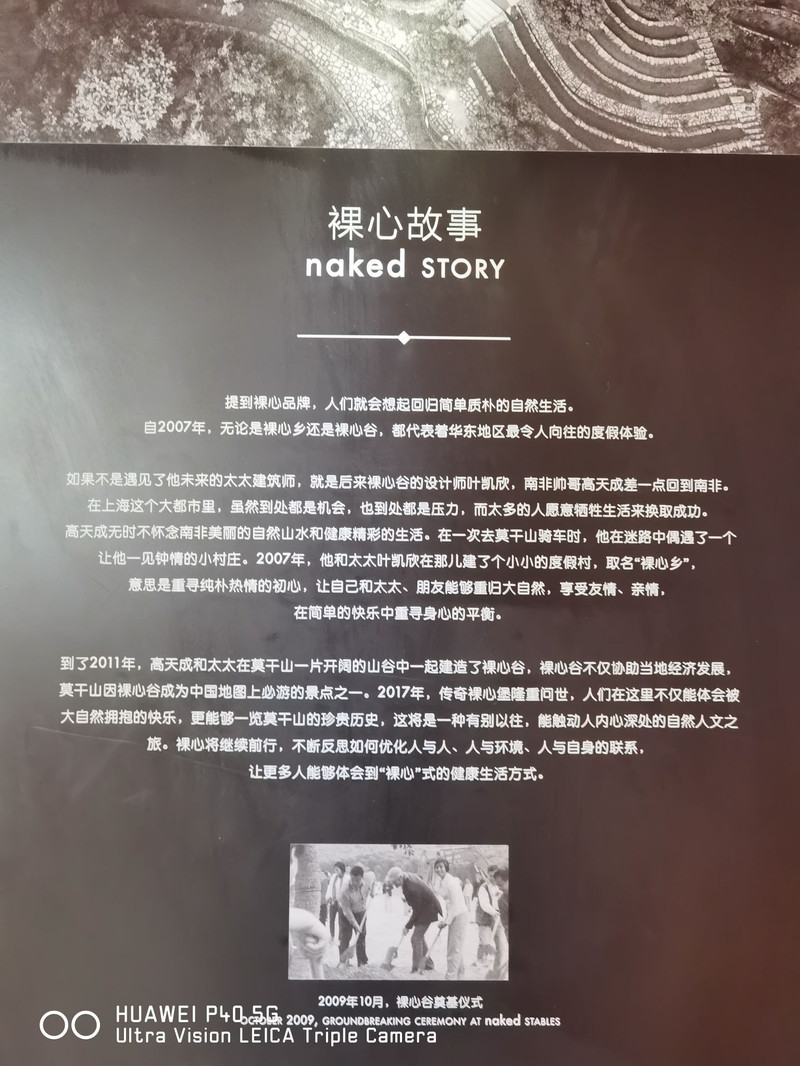 裸心故事
naked STORY
提到裸心品牌，人们就会想起回归简单质朴的自然生活。
自2007年，无论是裸心乡还是裸心谷，都代表着华东地区最令人向往的度假体验。
如果不是遇见了他未来的太太建筑师，就是后来裸心谷的设计师叶凯欣，南非帅哥高天成差一点回到南非。
在上海这个大都市里，虽然到处都是机会，也到处都是压力，而太多的人愿意牺牲生活来换取成功。
高天成无时不怀念南非美丽的自然山水和健康精彩的生活。在一次去莫干山骑车时，他在迷路中偶遇了一个
让他一见钟情的小村庄。2007年，他和太太叶凯欣在那儿建了个小小的度假村，取名“裸心乡”，
意思是重寻纯朴热情的初心，让自己和太太、朋友能够重归大自然，享受友情、亲情，
在简单的快乐中重寻身心的平衡。
到了2011年，高天成和太太在莫干山一片开阔的山谷中一起建造了裸心谷，裸心谷不仅协助当地经济发展，
莫干山因裸心谷成为中国地图上必游的景点之一。2017年，传奇裸心堡隆重问世，人们在这里不仅能体会被
大自然拥抱的快乐，更能够一览莫干山的珍贵历史，这将是一种有别以往，能触动人内心深处的自然人文之
旅。裸心将继续前行，不断反思如何优化人与人、人与环境、人与自身的联系，
让更多人能够体会到“裸心”式的健康生活方式。
2009年10月，裸心谷奠基仪式
OCTOBER 2009, GROUNDBREAKING CEREMONY AT naked STABLES
HUAWEI P40 5G
Ultra Vision LEICA Triple Camera